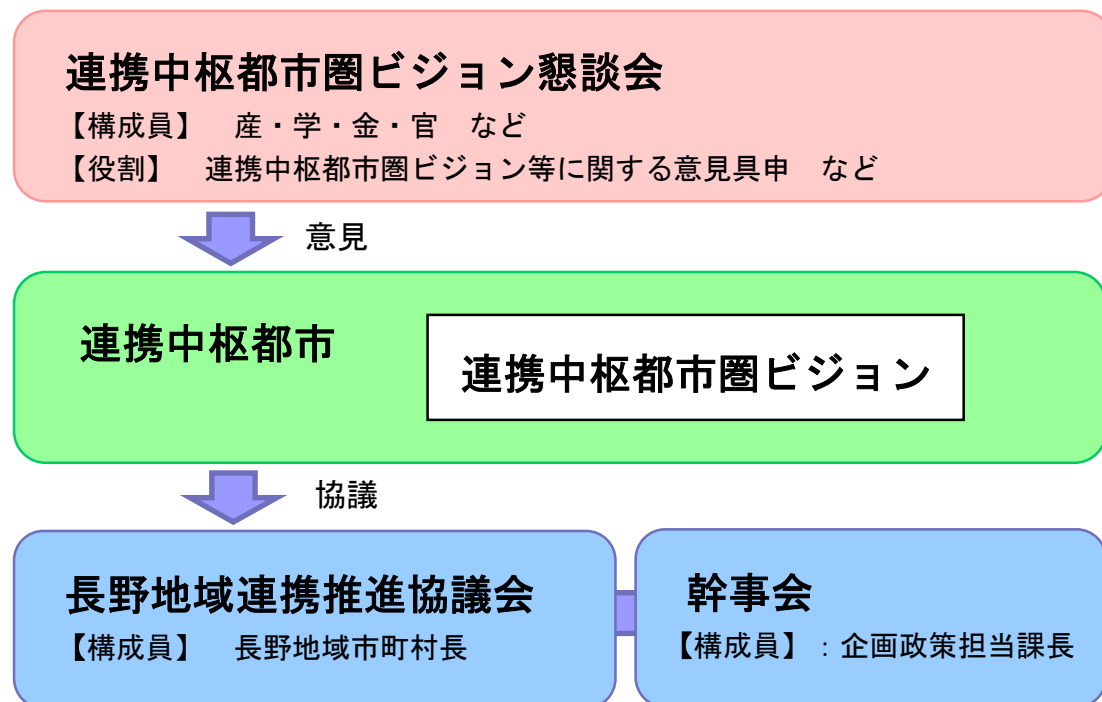 連携中枢都市圏ビジョン懇談会
【構成員】　産・学・金・官　など
【役割】　連携中枢都市圏ビジョン等に関する意見具申　など
意見
連携中枢都市
連携中枢都市圏ビジョン
協議
長野地域連携推進協議会
【構成員】　長野地域市町村長
幹事会
【構成員】：企画政策担当課長